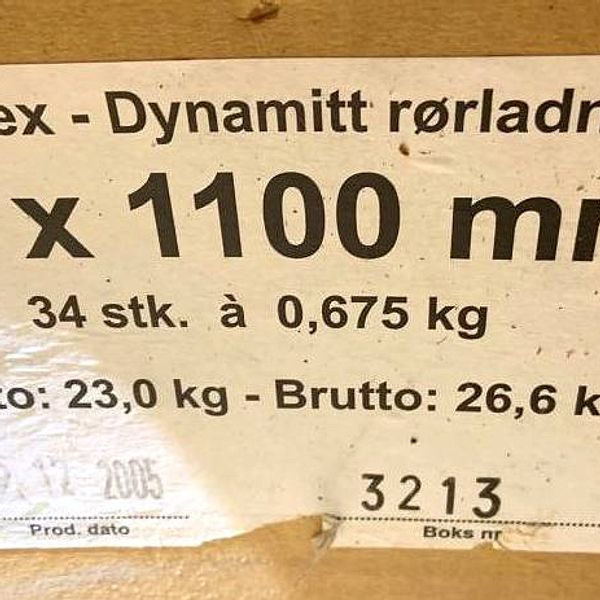 ex - Dynamitt rørladn
x 1100 mm
34 stk. à 0,675 kg
to: 23,0 kg - Brutto: 26,6 k
.12 2005 3213
Prod. dato Boks nr